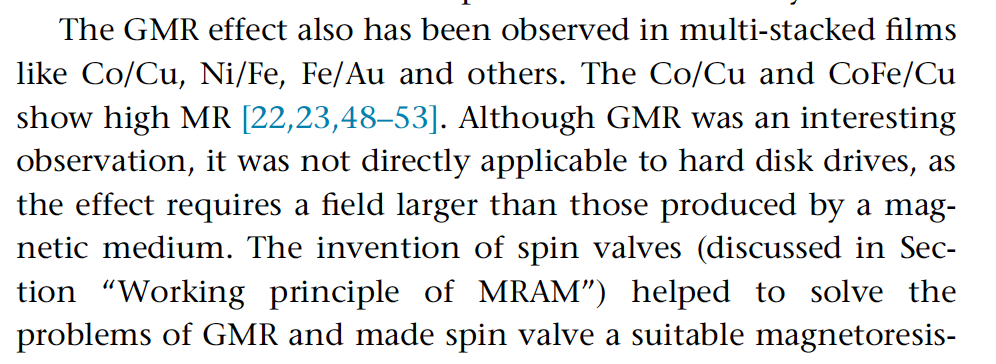 The GMR effect also has been observed in multi-stacked films
like Co/Cu, Ni/Fe, Fe/Au and others. The Co/Cu and CoFe/Cu
show high MR [22,23,48–53]. Although GMR was an interesting
observation, it was not directly applicable to hard disk drives, as
the effect requires a field larger than those produced by a mag-
netic medium. The invention of spin valves (discussed in Sec-
tion “Working principle of MRAM”) helped to solve the
problems of GMR and made spin valve a suitable magnetoresis-